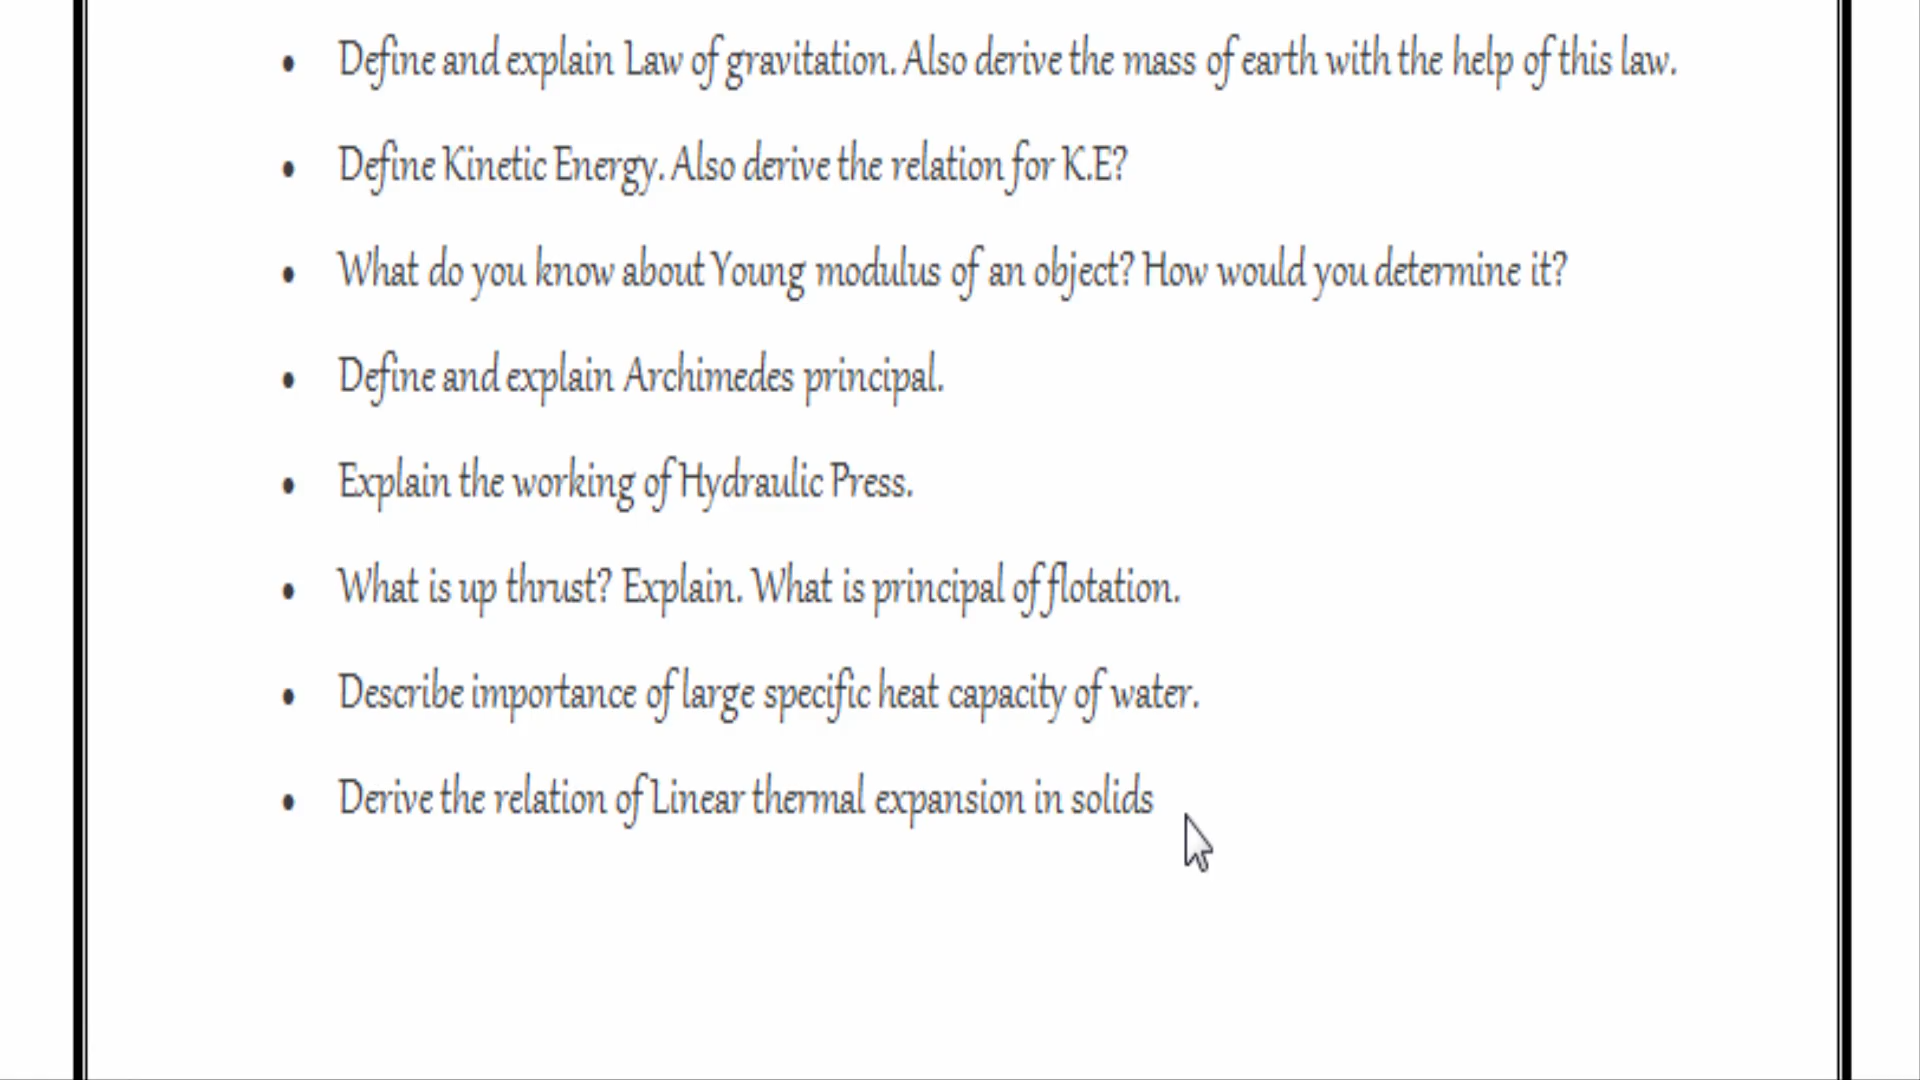 • Define and explain Law of gravitation. Also derive the mass of earth with the help of this law.
• Define Kinetic Energy. Also derive the relation for K.E?
• What do you know about Young modulus of an object? How would you determine it?
• Define and explain Archimedes principal.
• Explain the working of Hydraulic Press.
• What is up thrust? Explain. What is principal of flotation.
• Describe importance of large specific heat capacity of water.
• Derive the relation of Linear thermal expansion in solids